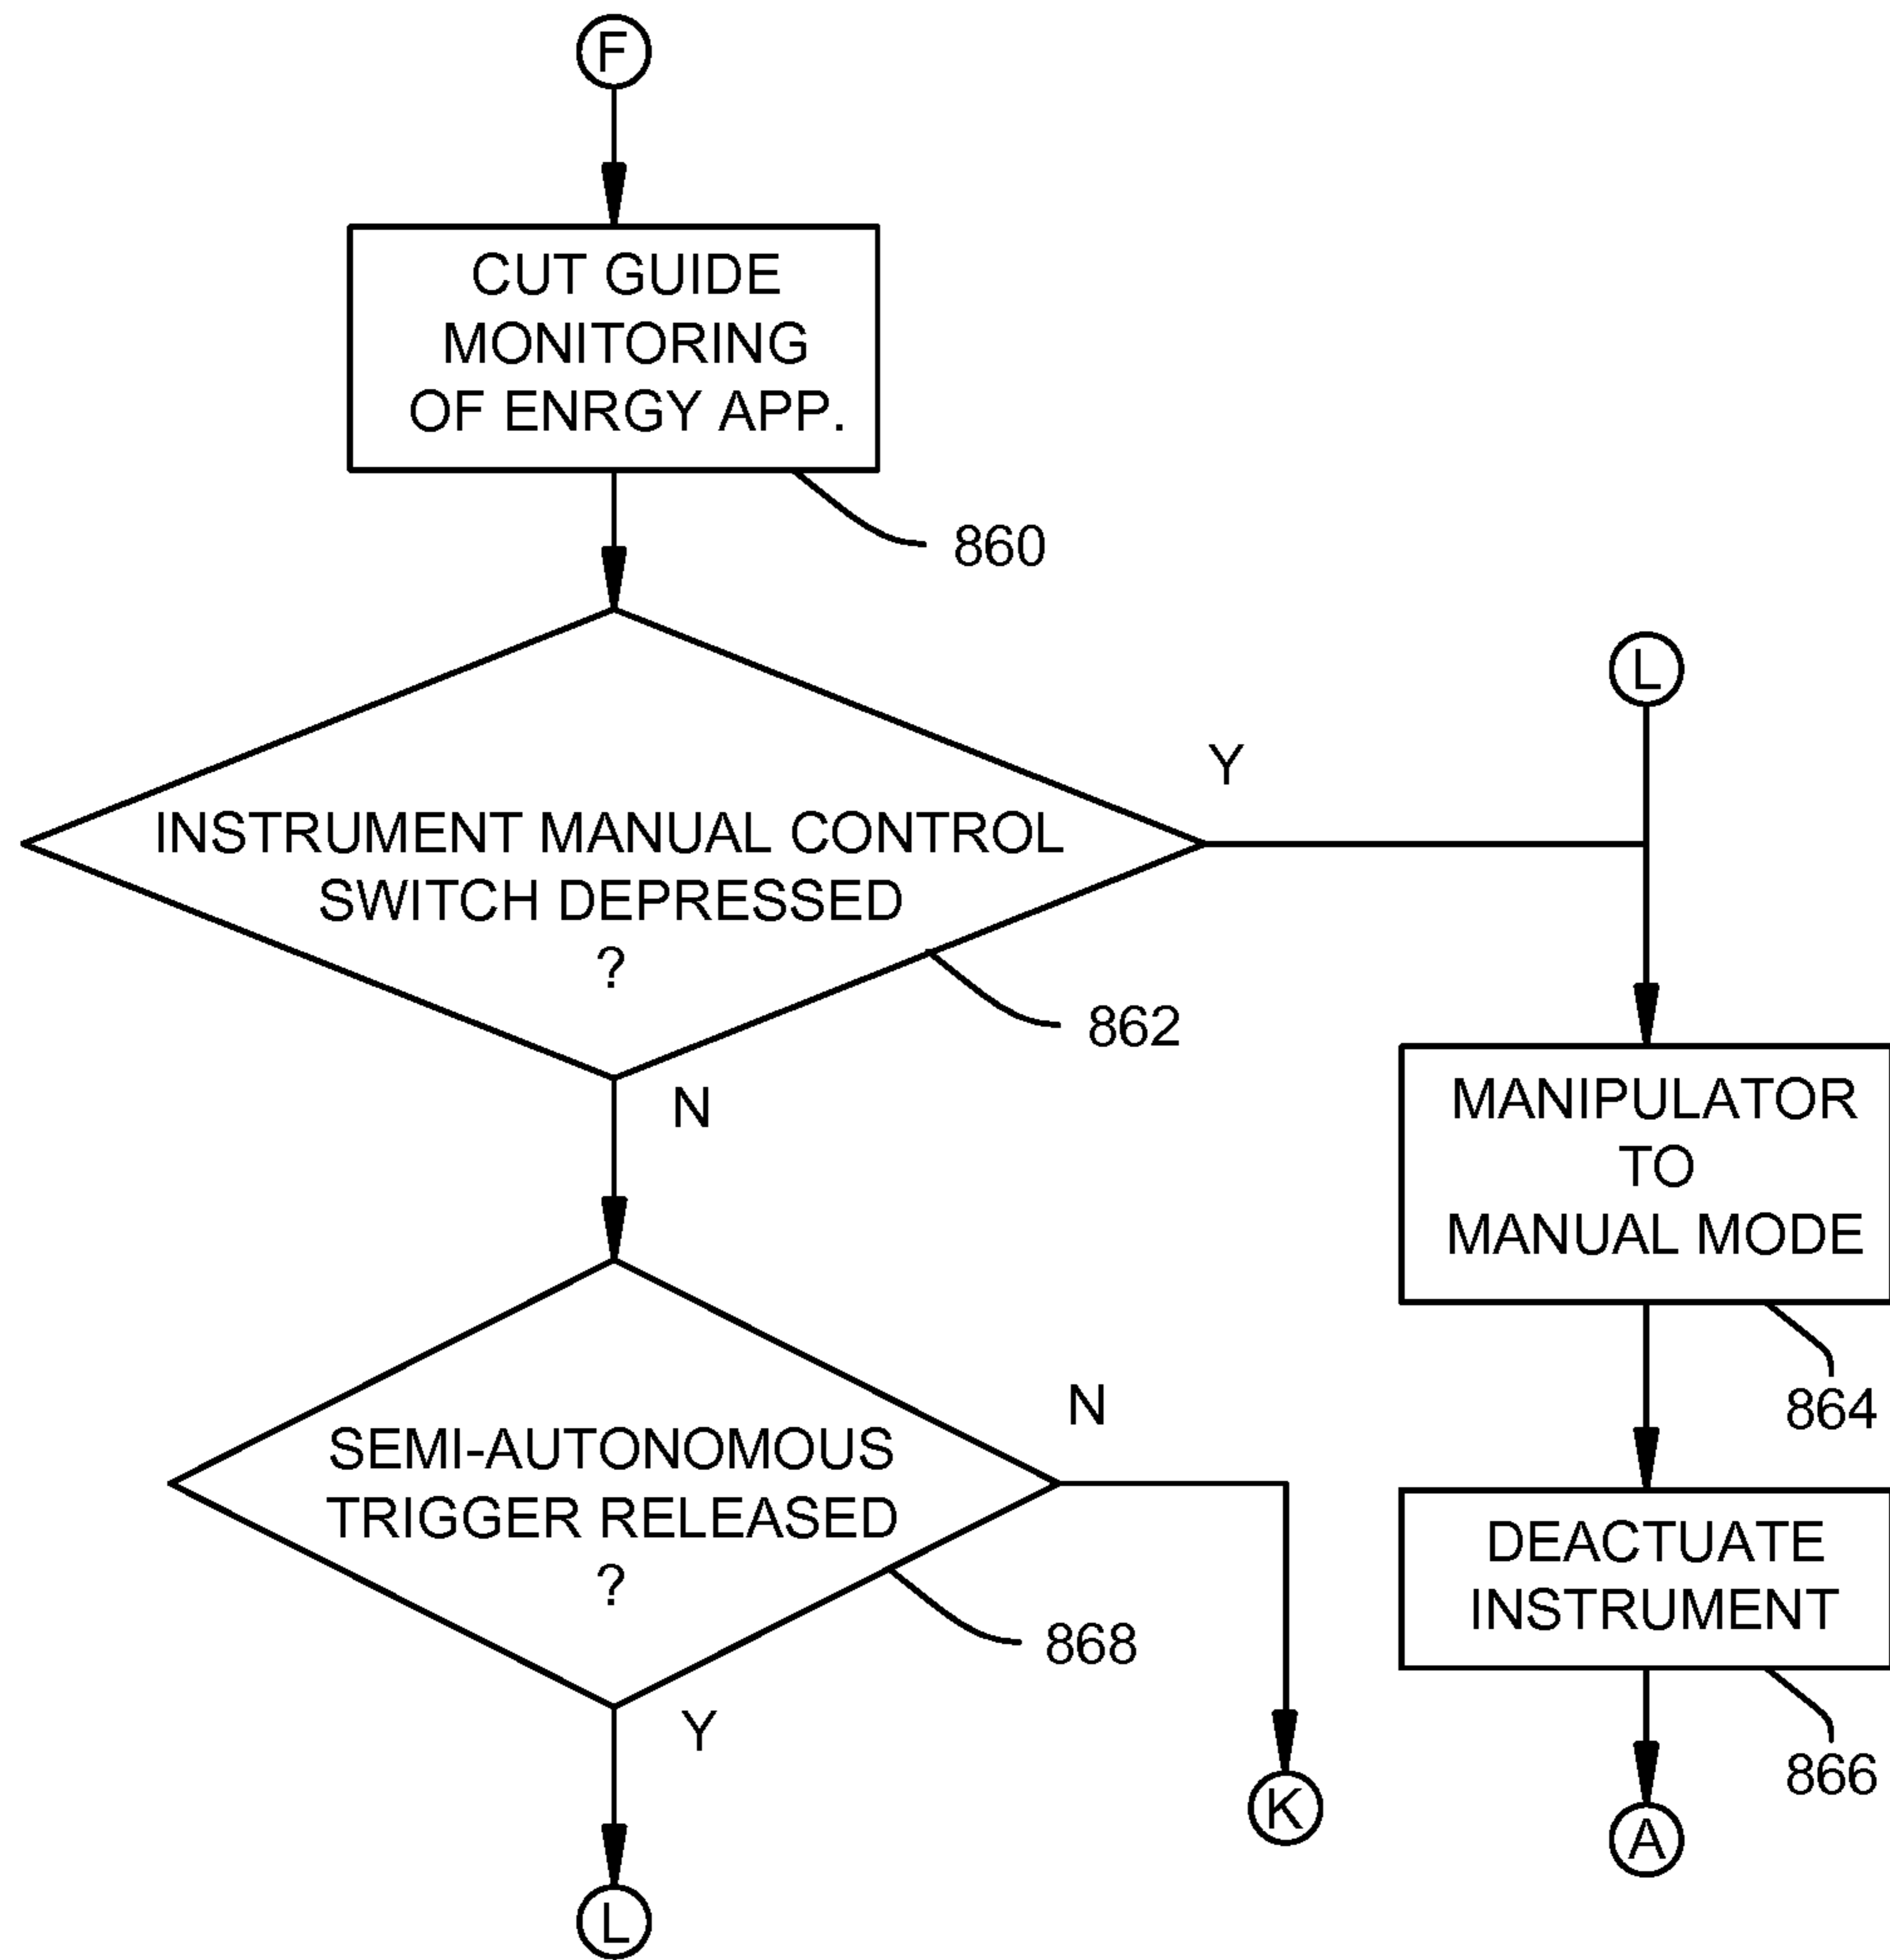 F
CUT GUIDE
MONITORING
OF ENRGY APP.
860
L
Y
INSTRUMENT MANUAL CONTROL
SWITCH DEPRESSED
?
862
N
MANIPULATOR
TO
MANUAL MODE
864
N
SEMI-AUTONOMOUS
TRIGGER RELEASED
?
868
Y
DEACTUATE
INSTRUMENT
866
K
A
L